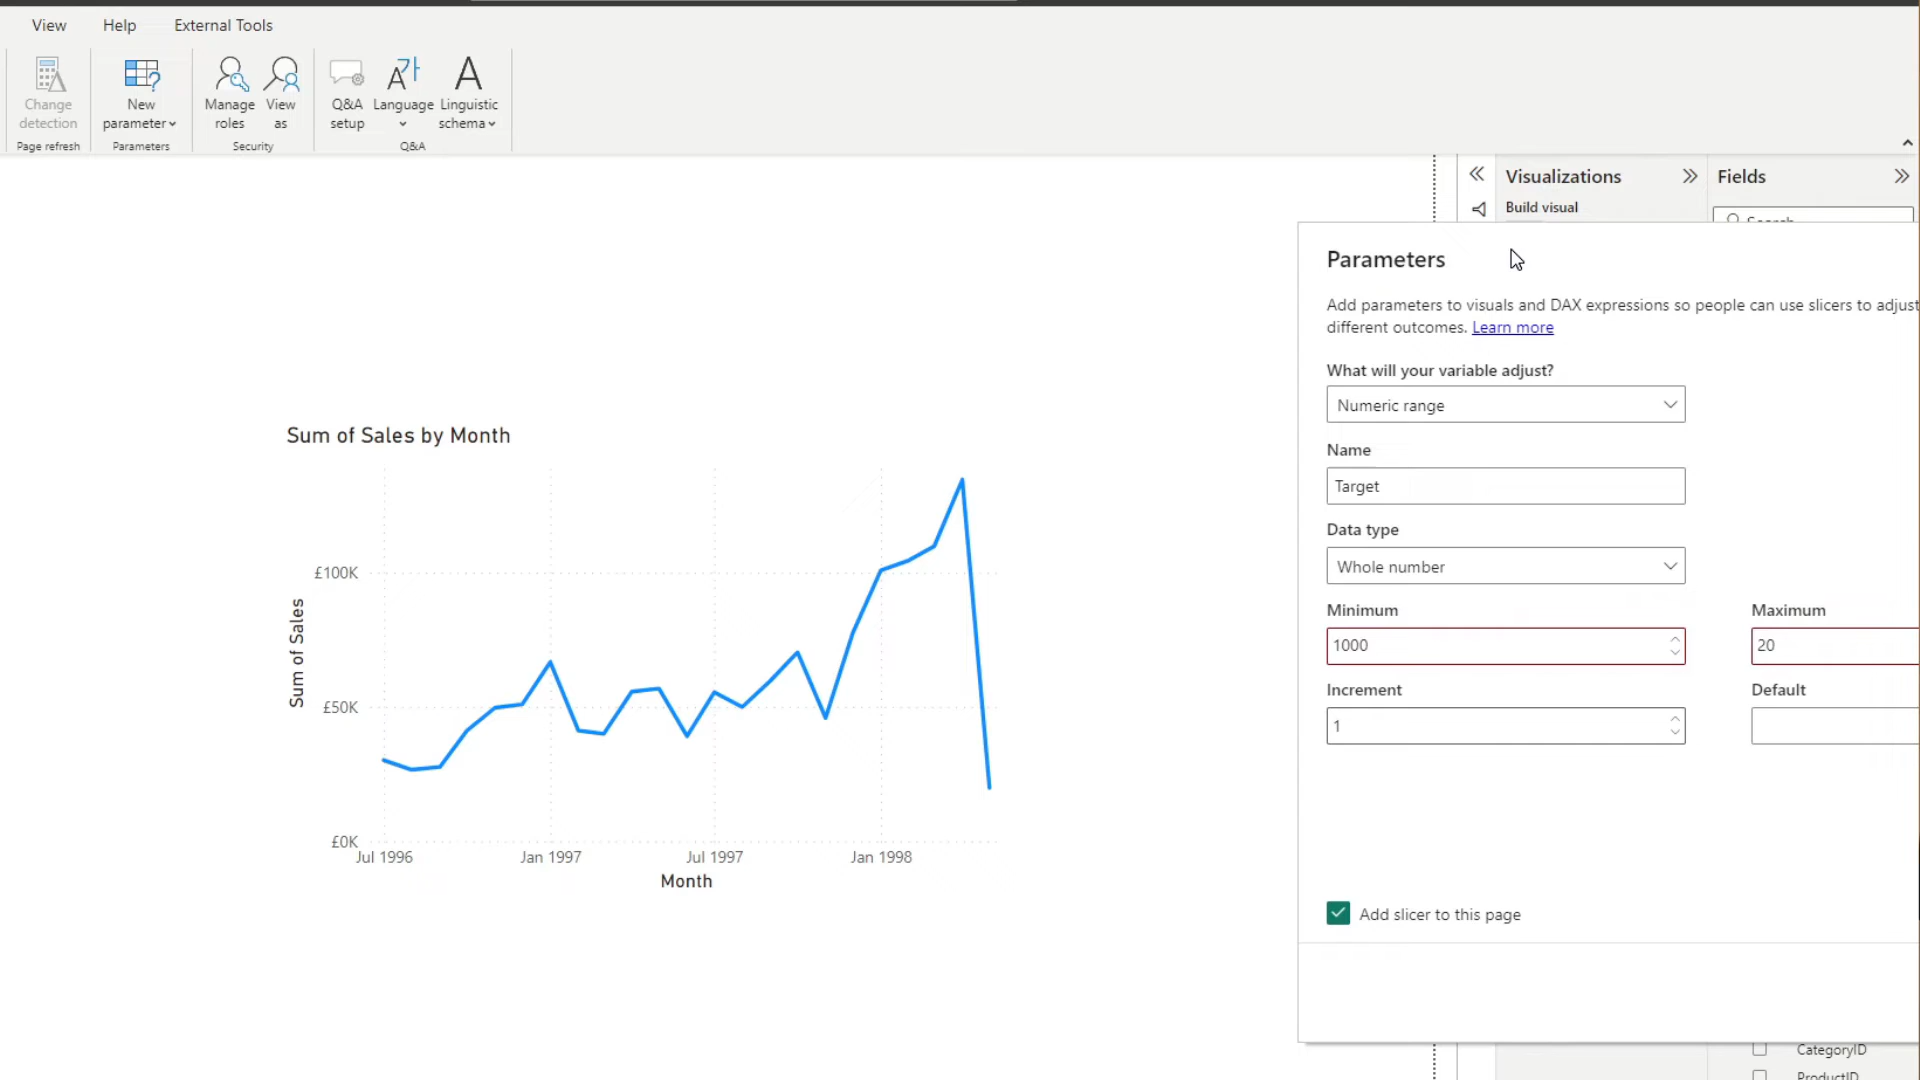 View Help External Tools
Change detection
New parameter
Manage roles
View as
Q&A setup
Language
Linguistic schema
Page refresh
Parameters
Security
Q&A
Visualizations
Build visual
Fields
Search
Parameters
Add parameters to visuals and DAX expressions so people can use slicers to adjust
different outcomes. Learn more
What will your variable adjust?
Numeric range
Name
Target
Data type
Whole number
Minimum
Maximum
1000
20
Increment
Default
1
Add slicer to this page
Sum of Sales by Month
Sum of Sales
£100K
£50K
£0K
Jul 1996
Jan 1997
Jul 1997
Jan 1998
Month
CategoryID
ProductID